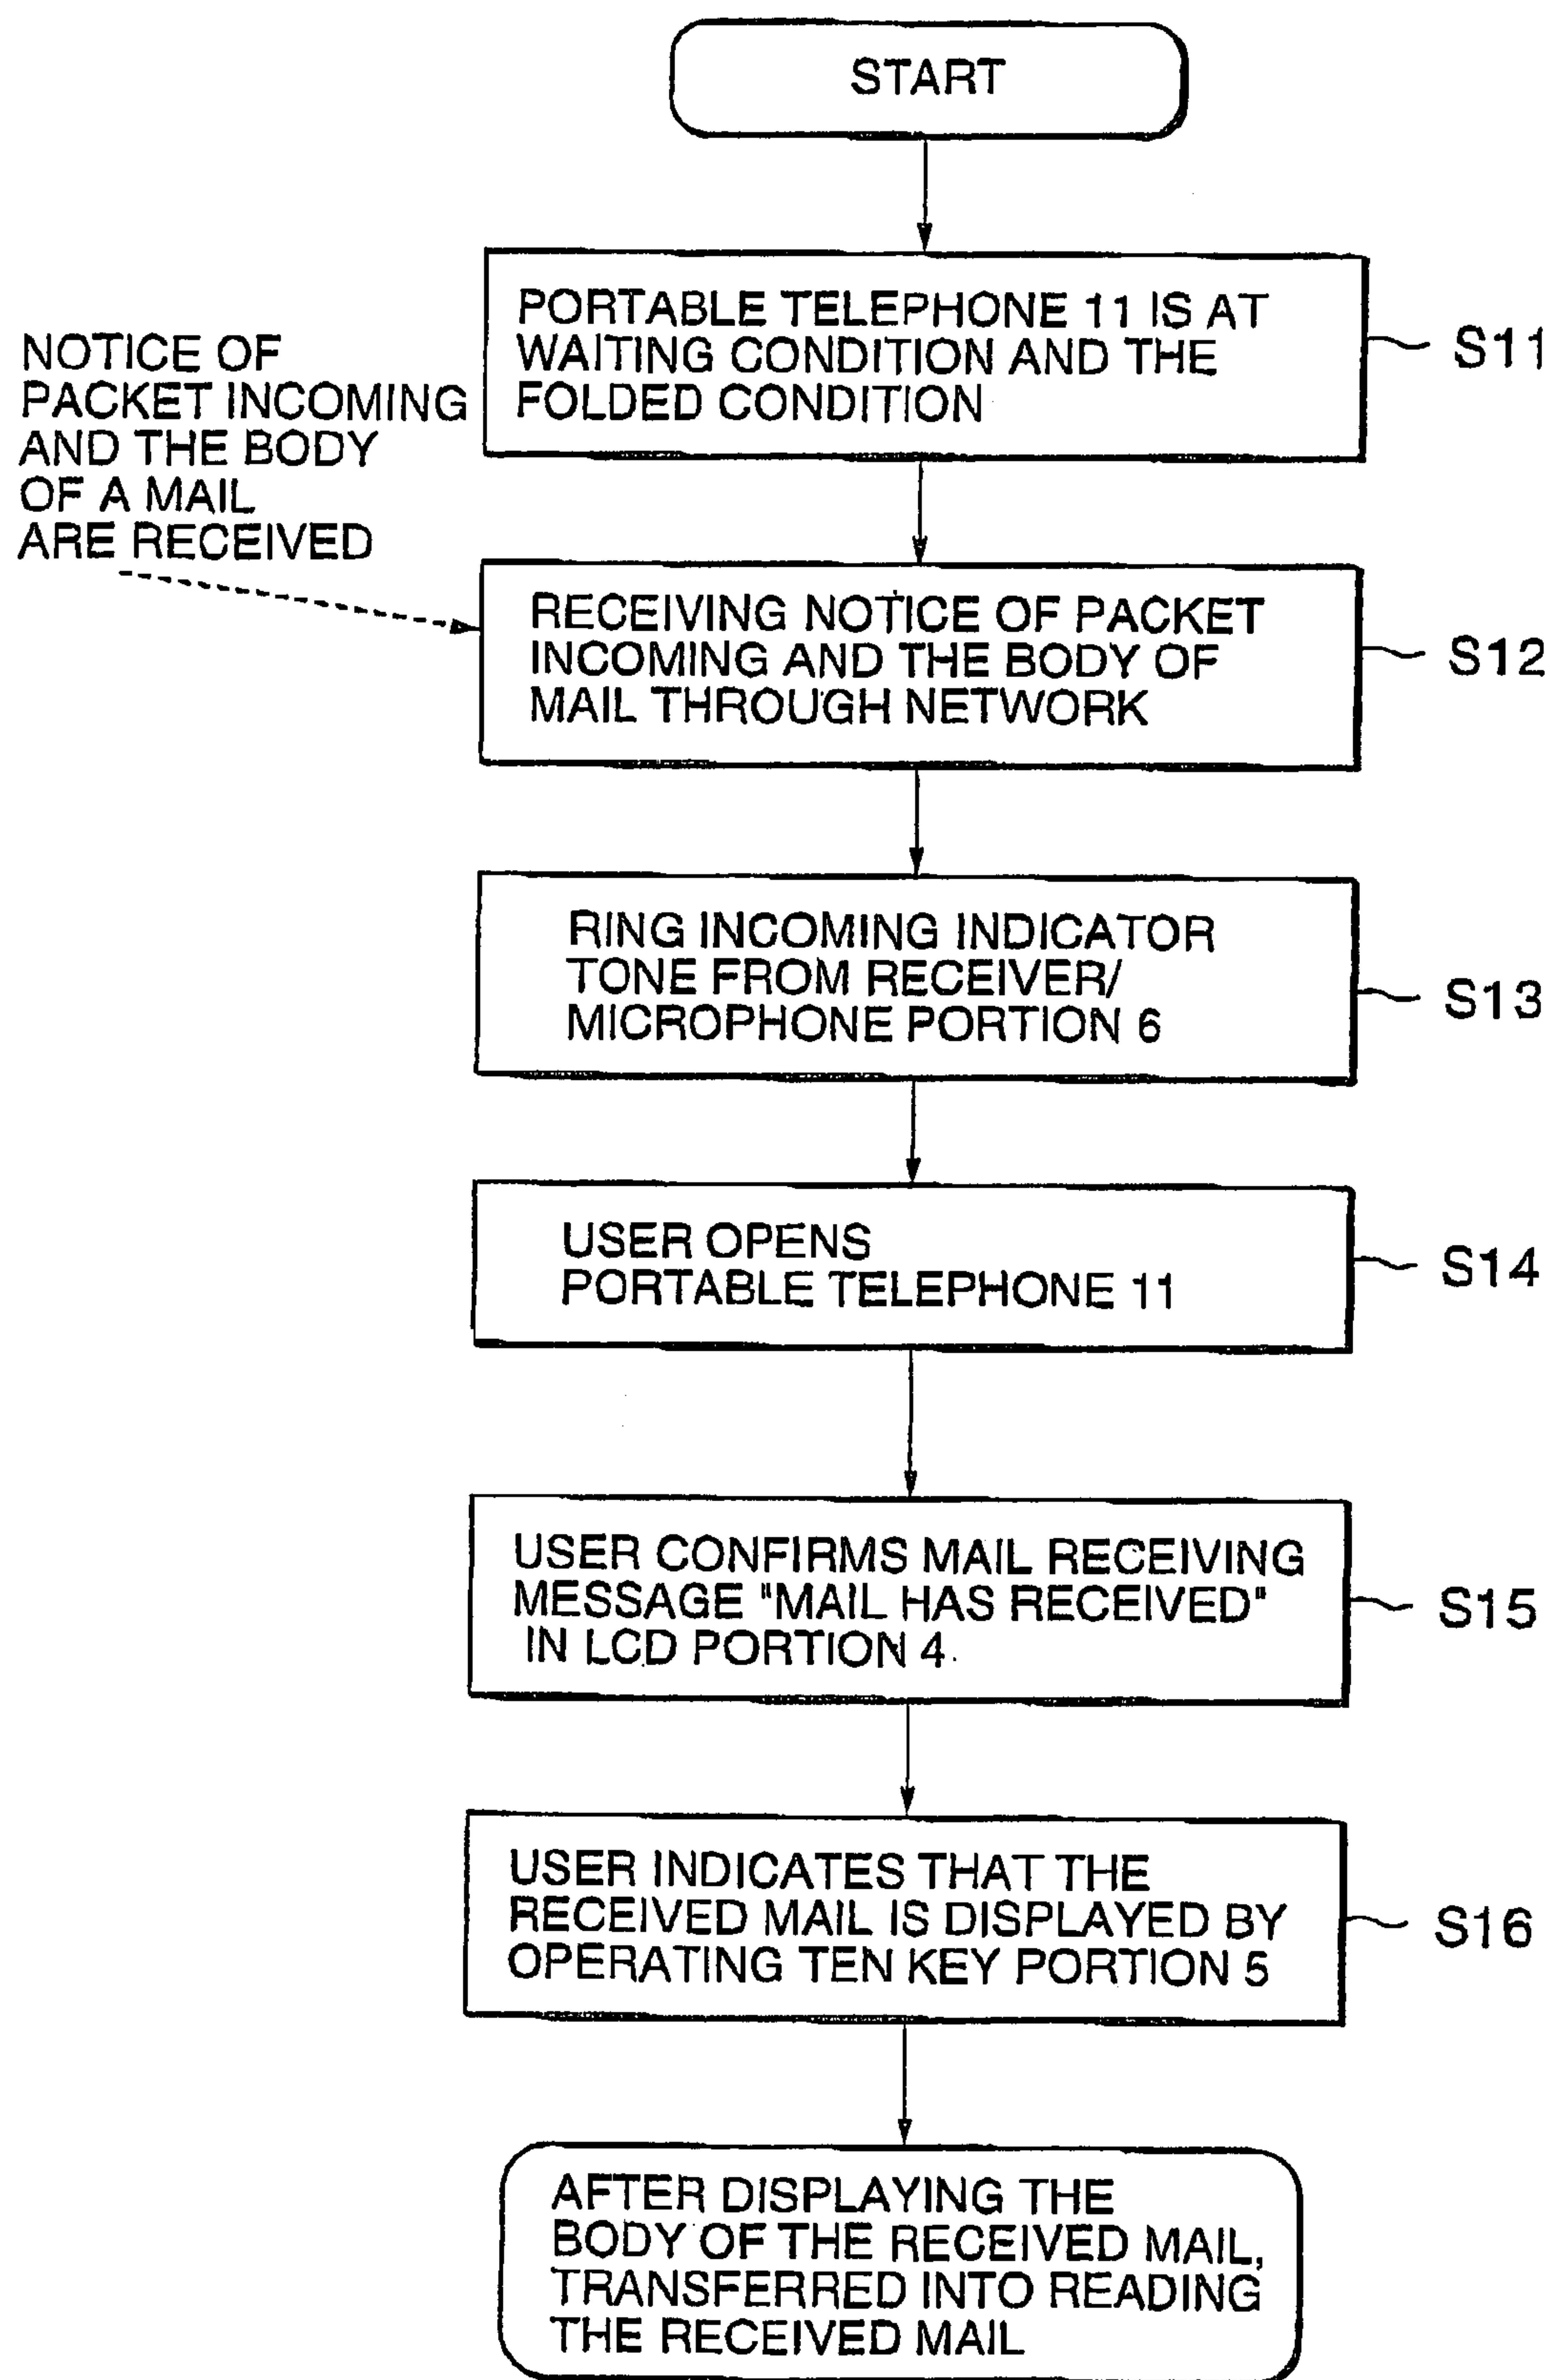 START
PORTABLE TELEPHONE 11 IS AT
WAITING CONDITION AND THE
FOLDED CONDITION
S11
NOTICE OF
PACKET INCOMING
AND THE BODY
OF A MAIL
ARE RECEIVED
RECEIVING NOTICE OF PACKET
INCOMING AND THE BODY OF
MAIL THROUGH NETWORK
S12
RING INCOMING INDICATOR
TONE FROM RECEIVER/
MICROPHONE PORTION 6
S13
USER OPENS
PORTABLE TELEPHONE 11
S14
USER CONFIRMS MAIL RECEIVING
MESSAGE "MAIL HAS RECEIVED"
IN LCD PORTION 4.
S15
USER INDICATES THAT THE
RECEIVED MAIL IS DISPLAYED BY
OPERATING TEN KEY PORTION 5
S16
AFTER DISPLAYING THE
BODY OF THE RECEIVED MAIL,
TRANSFERRED INTO READING
THE RECEIVED MAIL